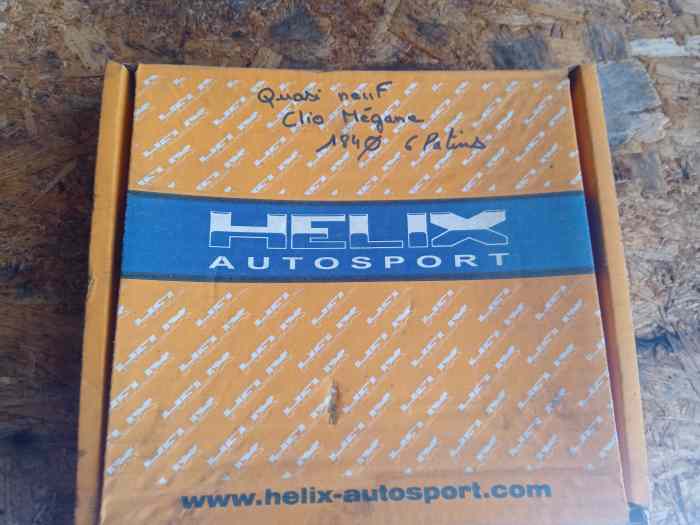 Quasi neuf
Clio Mégane
184Ø 6 Patins
HELIX
AUTOSPORT
www.helix-autosport.com